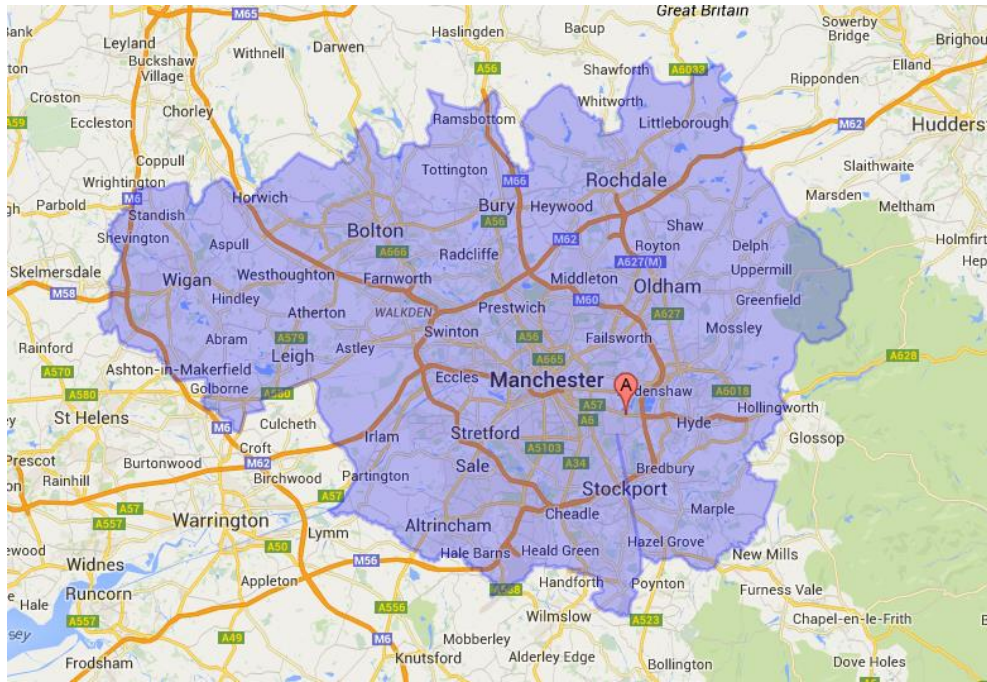 Great Britain
M65
Leyland
Buckshaw
Village
Withnell
Darwen
Haslingden
Bacup
Sowerby
Bridge
Brighou
Elland
Bank
Croston
Eccleston
A59
Chorley
A56
Shawforth
A6033
Ripponden
Whitworth
Ramsbottom
Littleborough
M62
Hudders
Coppull
Tottington
M66
Rochdale
Slaithwaite
Wrightington
Parbold
M6
Horwich
Bury
Heywood
Marsden
Meltham
Standish
Shevington
Bolton
A56
M62
Shaw
Royton
Delph
Holmfirt
Aspull
A666
Radcliffe
A627(M)
Uppermill
Hep
Skelmersdale
M58
Wigan
Westhoughton
Farnworth
Middleton
Oldham
Greenfield
Hindley
Atherton
WALKDEN
Prestwich
M60
A627
Mossley
Swinton
A56
Failsworth
Rainford
Abram
A579
Astley
A665
A628
A570
Ashton-in-Makerfield
Leigh
Eccles
Manchester
A
denshaw
A6018
A580
Golborne
A580
A57
Hollingworth
St Helens
M6
Culcheth
Irlam
Stretford
A6
Hyde
Glossop
Croft
M62
A5103
A34
Prescot
Rainhill
Burtonwood
Birchwood
Partington
Sale
Bredbury
A57
A57
Stockport
A557
Warrington
Lymm
Altrincham
Cheadle
Marple
ewood
Widnes
A50
M56
Hale Barns
Heald Green
Hazel Grove
New Mills
Runcorn
Appleton
Handforth
Poynton
Furness Vale
Hale
A556
Wilmslow
A523
Chapel-en-le-Frith
sey
A557
A49
M6
Mobberley
Frodsham
Knutsford
Alderley Edge
Bollington
Dove Holes
A6